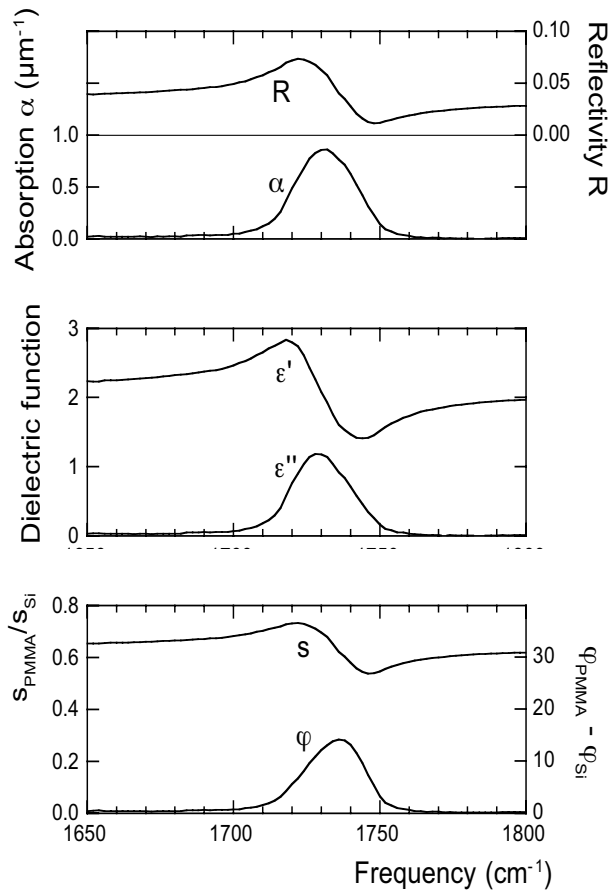 Absorption α (µm⁻¹)
1.0
0.5
0.0
R
α
0.10
0.05
0.00
Reflectivity R
Dielectric function
3
2
1
0
ε'
ε''
s_PMMA/s_Si
0.8
0.6
0.4
0.2
0.0
s
φ
30
20
10
0
φ_PMMA - φ_Si
1650 1700 1750 1800
Frequency (cm⁻¹)